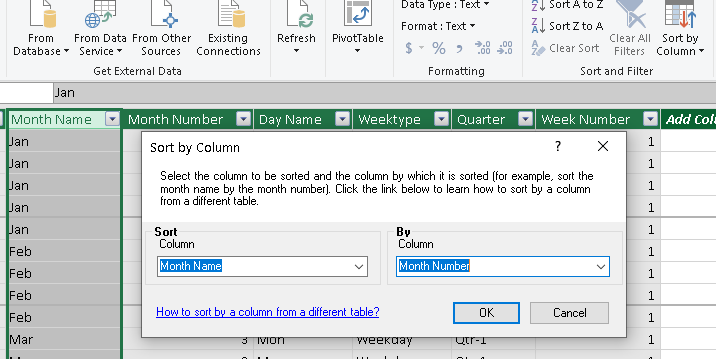 Data Type : Text
Sort A to Z
From Database
From Data Service
From Other Sources
Existing Connections
Refresh
PivotTable
Format : Text
Sort Z to A
$ % , .00 .00
Clear Sort
Clear All Filters
Sort by Column
Get External Data
Formatting
Sort and Filter
Jan
Month Name Month Number Day Name Weektype Quarter Week Number Add Colu
Jan 1
Jan 1
Jan 1
Jan 1
Jan 1
Feb 1
Feb 1
Feb 1
Feb 1
Mar 3 Mon Weekday Qtr-1 1
Sort by Column
? ×
Select the column to be sorted and the column by which it is sorted (for example, sort the
month name by the month number). Click the link below to learn how to sort by a column
from a different table.
Sort
Column
Month Name
By
Column
Month Number
How to sort by a column from a different table?
OK
Cancel